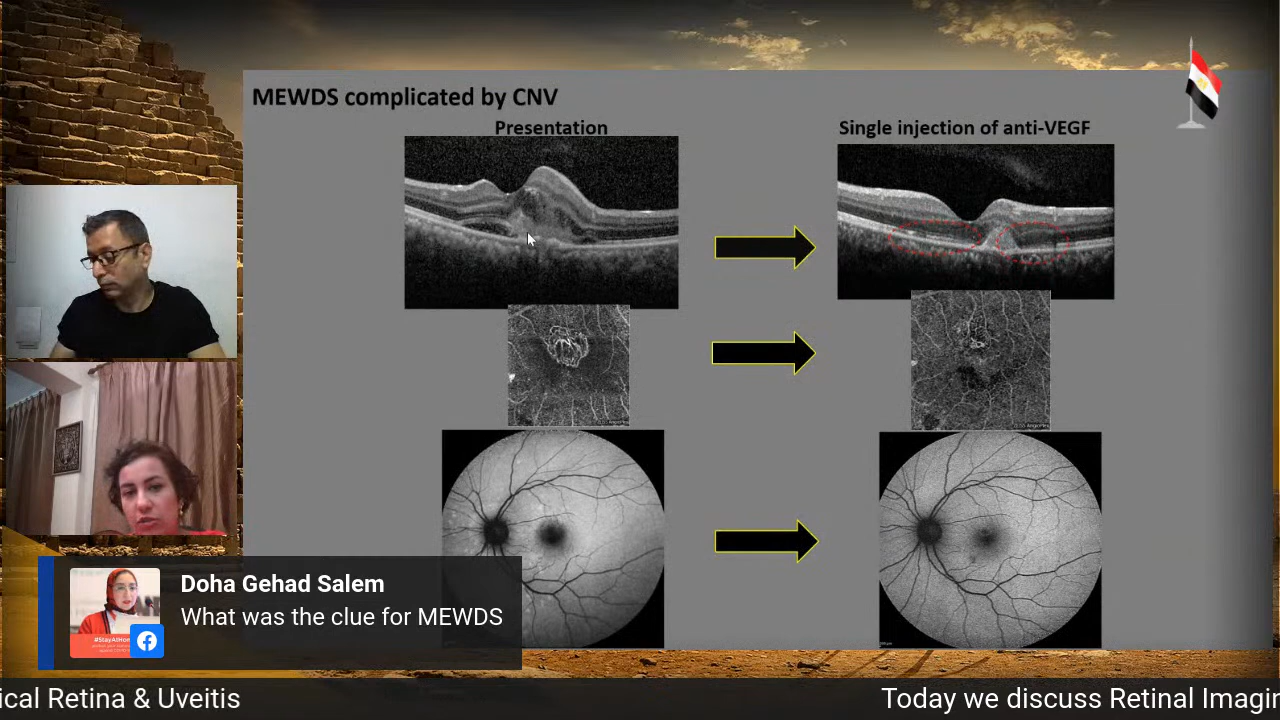 MEWDS complicated by CNV
Presentation
Single injection of anti-VEGF
Doha Gehad Salem
What was the clue for MEWDS
ical Retina & Uveitis
Today we discuss Retinal Imagin